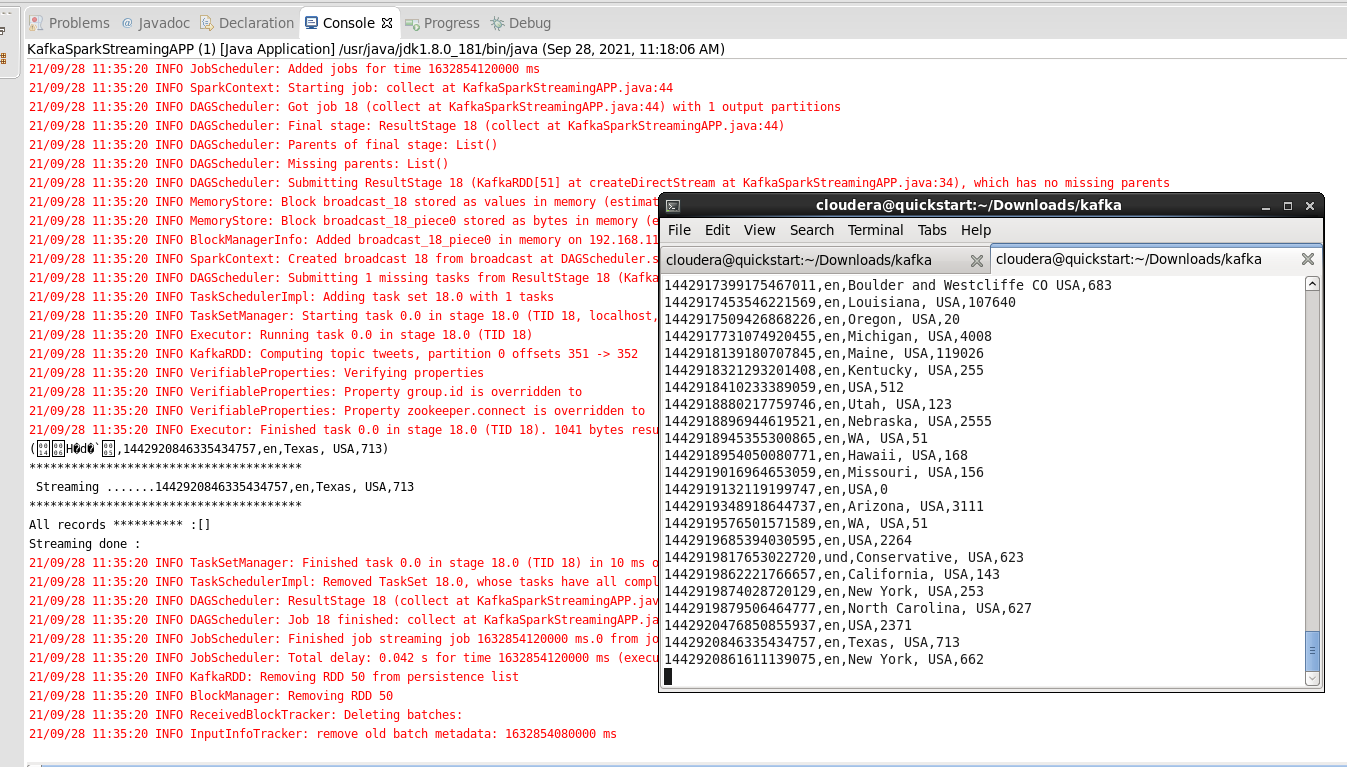 Problems @ Javadoc Declaration Console Progress Debug
KafkaSparkStreamingAPP (1) [Java Application] /usr/java/jdk1.8.0_181/bin/java (Sep 28, 2021, 11:18:06 AM)
21/09/28 11:35:20 INFO JobScheduler: Added jobs for time 1632854120000 ms
21/09/28 11:35:20 INFO SparkContext: Starting job: collect at KafkaSparkStreamingAPP.java:44
21/09/28 11:35:20 INFO DAGScheduler: Got job 18 (collect at KafkaSparkStreamingAPP.java:44) with 1 output partitions
21/09/28 11:35:20 INFO DAGScheduler: Final stage: ResultStage 18 (collect at KafkaSparkStreamingAPP.java:44)
21/09/28 11:35:20 INFO DAGScheduler: Parents of final stage: List()
21/09/28 11:35:20 INFO DAGScheduler: Missing parents: List()
21/09/28 11:35:20 INFO DAGScheduler: Submitting ResultStage 18 (KafkaRDD[51] at createDirectStream at KafkaSparkStreamingAPP.java:34), which has no missing parents
21/09/28 11:35:20 INFO MemoryStore: Block broadcast_18 stored as values in memory (estimat
21/09/28 11:35:20 INFO MemoryStore: Block broadcast_18_piece0 stored as bytes in memory (e
21/09/28 11:35:20 INFO BlockManagerInfo: Added broadcast_18_piece0 in memory on 192.168.11
21/09/28 11:35:20 INFO SparkContext: Created broadcast 18 from broadcast at DAGScheduler.s
21/09/28 11:35:20 INFO DAGScheduler: Submitting 1 missing tasks from ResultStage 18 (Kafka
21/09/28 11:35:20 INFO TaskSchedulerImpl: Adding task set 18.0 with 1 tasks
21/09/28 11:35:20 INFO TaskSetManager: Starting task 0.0 in stage 18.0 (TID 18, localhost,
21/09/28 11:35:20 INFO Executor: Running task 0.0 in stage 18.0 (TID 18)
21/09/28 11:35:20 INFO KafkaRDD: Computing topic tweets, partition 0 offsets 351 -> 352
21/09/28 11:35:20 INFO VerifiableProperties: Verifying properties
21/09/28 11:35:20 INFO VerifiableProperties: Property group.id is overridden to
21/09/28 11:35:20 INFO VerifiableProperties: Property zookeeper.connect is overridden to
21/09/28 11:35:20 INFO Executor: Finished task 0.0 in stage 18.0 (TID 18). 1041 bytes resu
(H�d�`,1442920846335434757,en,Texas, USA,713)
***************************************
Streaming .......1442920846335434757,en,Texas, USA,713
***************************************
All records ********** :[]
Streaming done :
21/09/28 11:35:20 INFO TaskSetManager: Finished task 0.0 in stage 18.0 (TID 18) in 10 ms o
21/09/28 11:35:20 INFO TaskSchedulerImpl: Removed TaskSet 18.0, whose tasks have all compl
21/09/28 11:35:20 INFO DAGScheduler: ResultStage 18 (collect at KafkaSparkStreamingAPP.jav
21/09/28 11:35:20 INFO DAGScheduler: Job 18 finished: collect at KafkaSparkStreamingAPP.ja
21/09/28 11:35:20 INFO JobScheduler: Finished job streaming job 1632854120000 ms.0 from jo
21/09/28 11:35:20 INFO JobScheduler: Total delay: 0.042 s for time 1632854120000 ms (execu
21/09/28 11:35:20 INFO KafkaRDD: Removing RDD 50 from persistence list
21/09/28 11:35:20 INFO BlockManager: Removing RDD 50
21/09/28 11:35:20 INFO ReceivedBlockTracker: Deleting batches:
21/09/28 11:35:20 INFO InputInfoTracker: remove old batch metadata: 1632854080000 ms
cloudera@quickstart:~/Downloads/kafka
File Edit View Search Terminal Tabs Help
cloudera@quickstart:~/Downloads/kafka cloudera@quickstart:~/Downloads/kafka
1442917399175467011,en,Boulder and Westcliffe CO USA,683
1442917453546221569,en,Louisiana, USA,107640
1442917509426868226,en,Oregon, USA,20
1442917731074920455,en,Michigan, USA,4008
1442918139180707845,en,Maine, USA,119026
1442918321293201408,en,Kentucky, USA,255
1442918410233389059,en,USA,512
1442918880217759746,en,Utah, USA,123
1442918896944619521,en,Nebraska, USA,2555
1442918945355300865,en,WA, USA,51
1442918954050080771,en,Hawaii, USA,168
1442919016964653059,en,Missouri, USA,156
1442919132119199747,en,USA,0
1442919348918644737,en,Arizona, USA,3111
1442919576501571589,en,WA, USA,51
1442919685394030595,en,USA,2264
1442919817653022720,und,Conservative, USA,623
1442919862221766657,en,California, USA,143
1442919874028720129,en,New York, USA,253
1442919879506464777,en,North Carolina, USA,627
1442920476850855937,en,USA,2371
1442920846335434757,en,Texas, USA,713
1442920861611139075,en,New York, USA,662